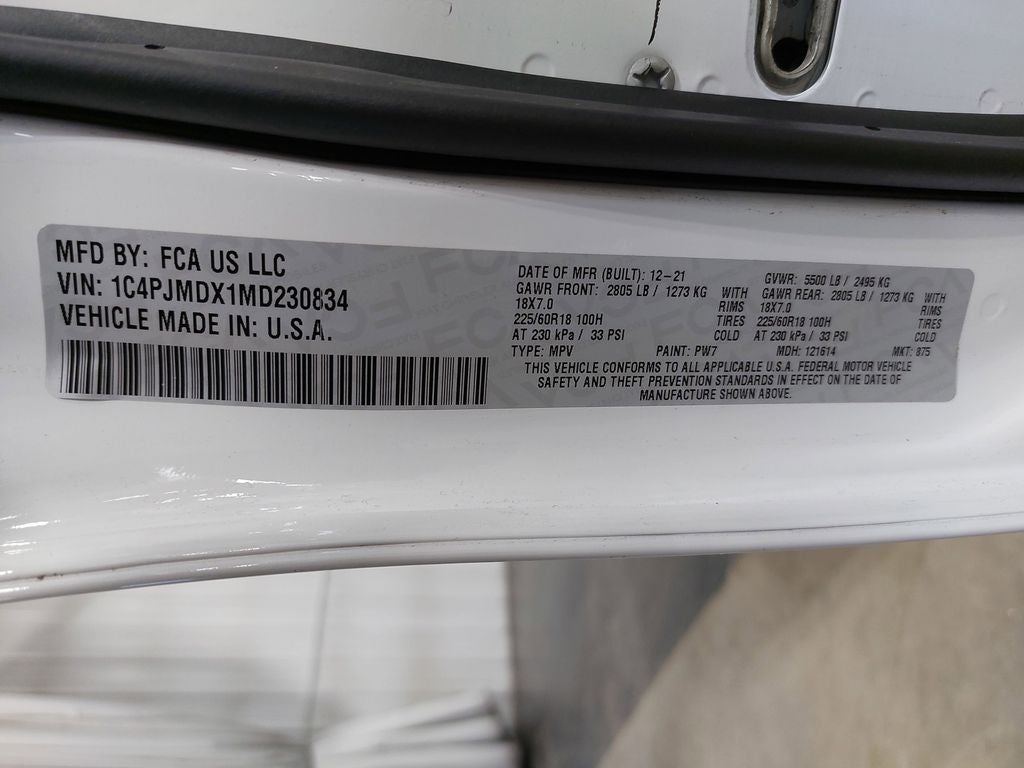 MFD BY: FCA US LLC
VIN: 1C4PJMDX1MD230834
VEHICLE MADE IN: U.S.A.
DATE OF MFR (BUILT): 12-21 GVWR: 5500 LB / 2495 KG
GAWR FRONT: 2805 LB / 1273 KG WITH GAWR REAR: 2805 LB / 1273 KG WITH
18X7.0 RIMS 18X7.0 RIMS
225/60R18 100H TIRES 225/60R18 100H TIRES
AT 230 kPa / 33 PSI COLD AT 230 kPa / 33 PSI COLD
TYPE: MPV PAINT: PW7 MDH: 121614 MKT: 875
THIS VEHICLE CONFORMS TO ALL APPLICABLE U.S.A. FEDERAL MOTOR VEHICLE
SAFETY AND THEFT PREVENTION STANDARDS IN EFFECT ON THE DATE OF
MANUFACTURE SHOWN ABOVE.